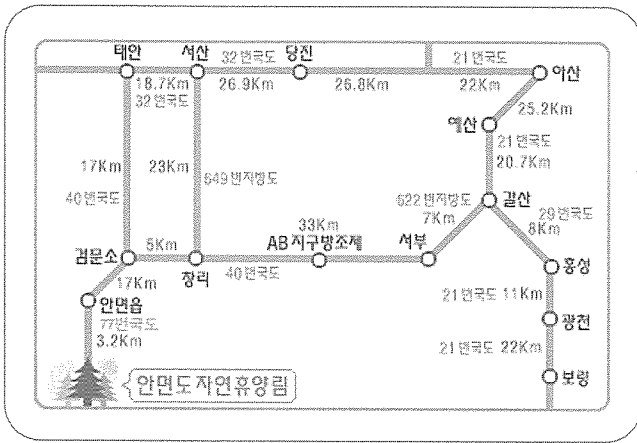 태안 서산 32번국도 당진 21번국도 아산
18.7Km 26.9Km 26.8Km 22Km
32번국도
25.2Km
예산
21번국도
17Km 23Km 20.7Km
649번지방도
40번국도 622번지방도 갈산
33Km 7Km 29번국도
5Km AB지구방조제 서부 8Km
검문소 창리 40번국도 홍성
17Km
안면읍 21번국도 11Km
77번국도 광천
3.2Km 21번국도 22Km
보령
안면도자연휴양림